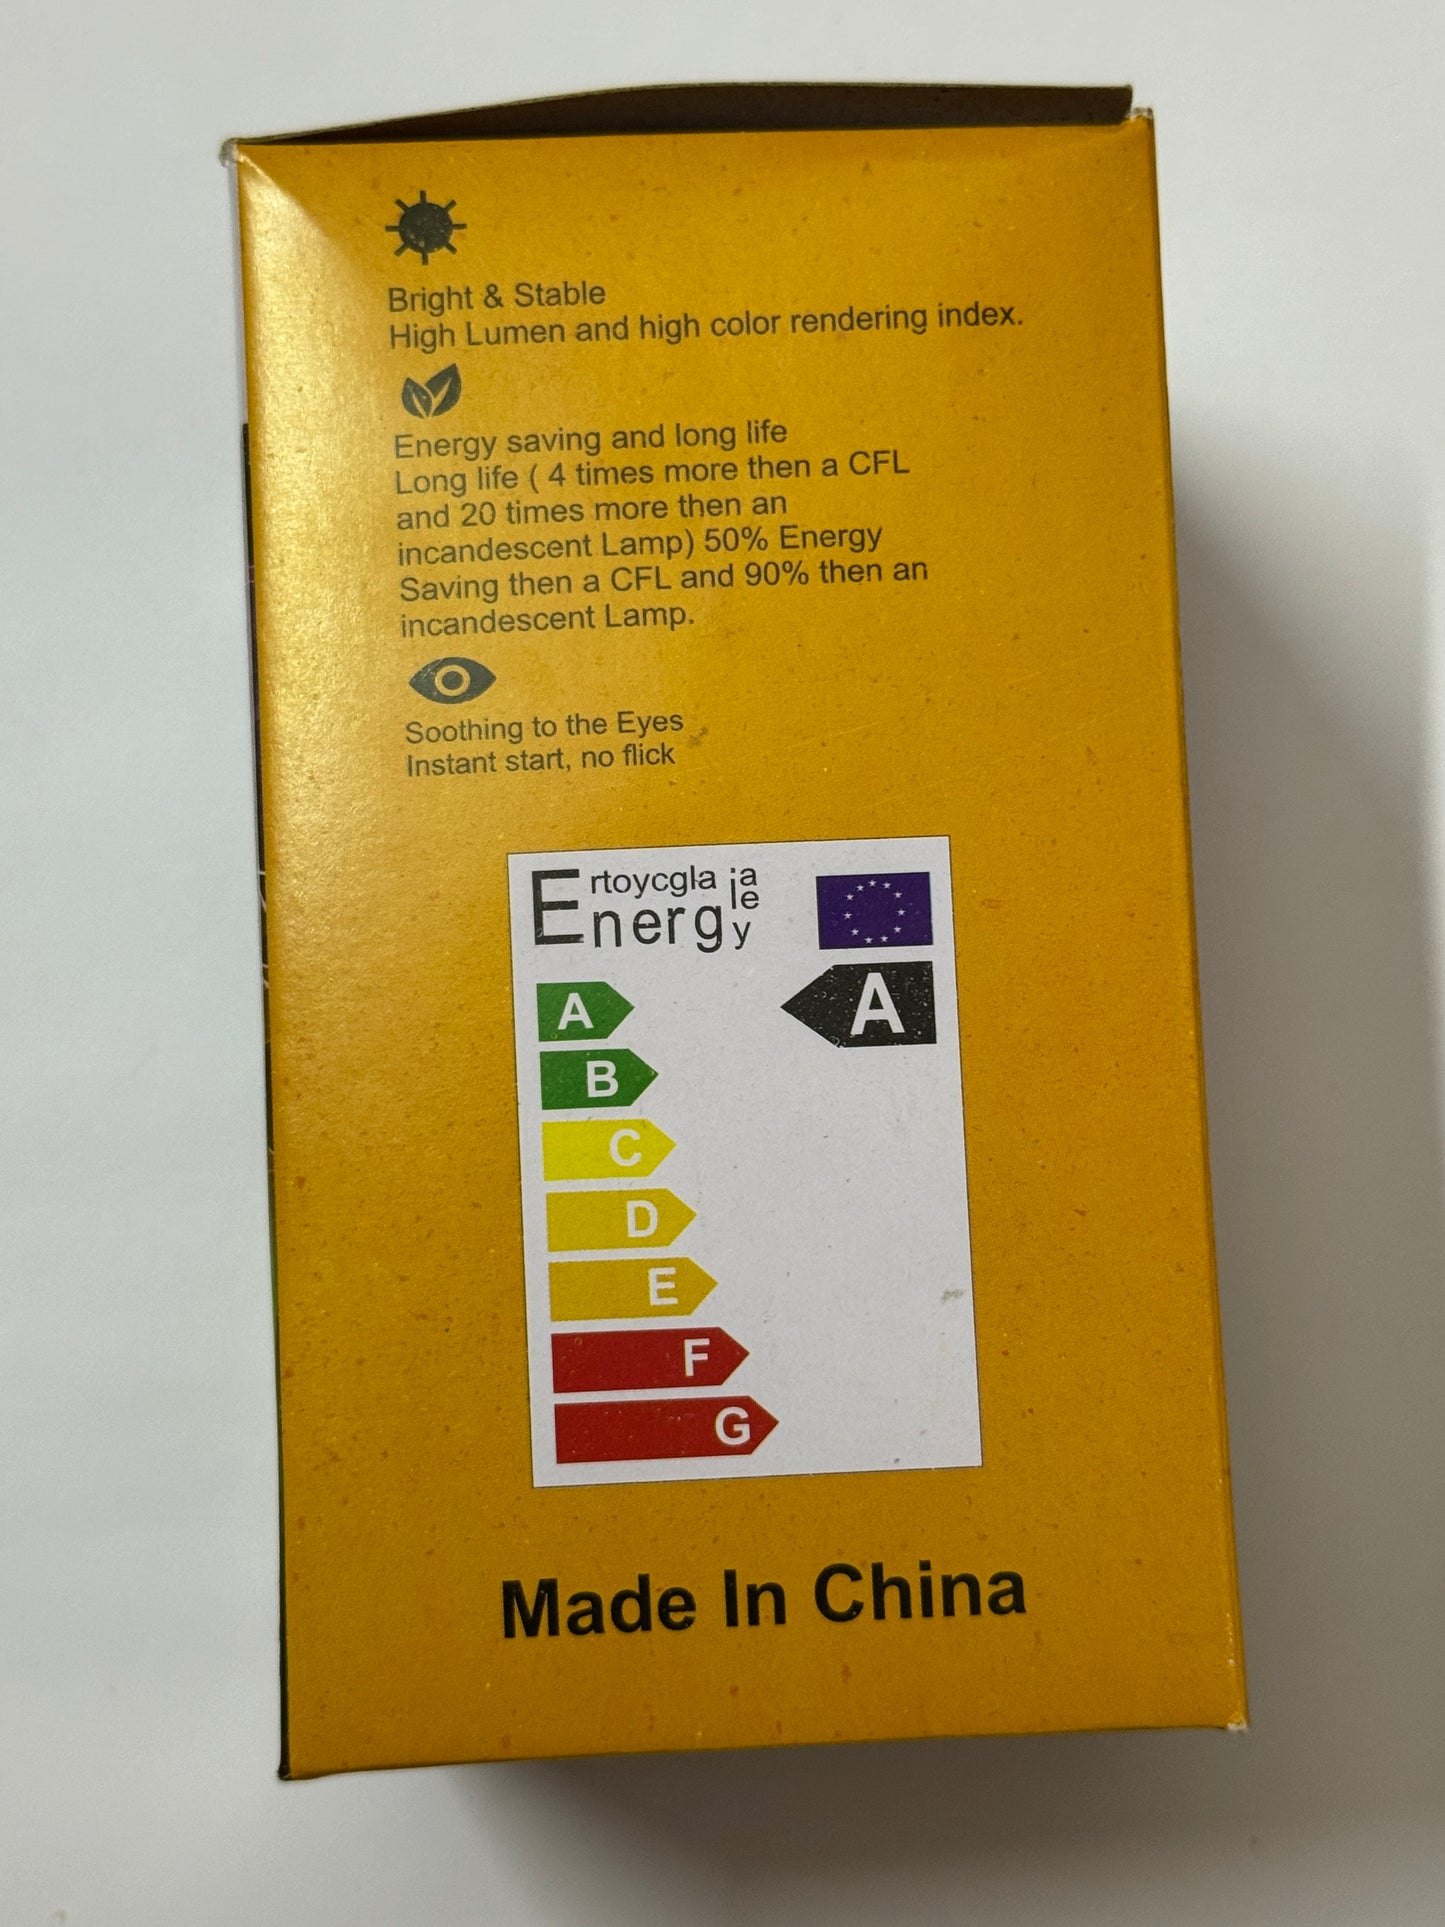 Bright & Stable
High Lumen and high color rendering index.
Energy saving and long life
Long life ( 4 times more then a CFL
and 20 times more then an
incandescent Lamp) 50% Energy
Saving then a CFL and 90% then an
incandescent Lamp.
Soothing to the Eyes
Instant start, no flick
Ertoycgla ja
Energ ie
y
A
A
B
C
D
E
F
G
Made In China